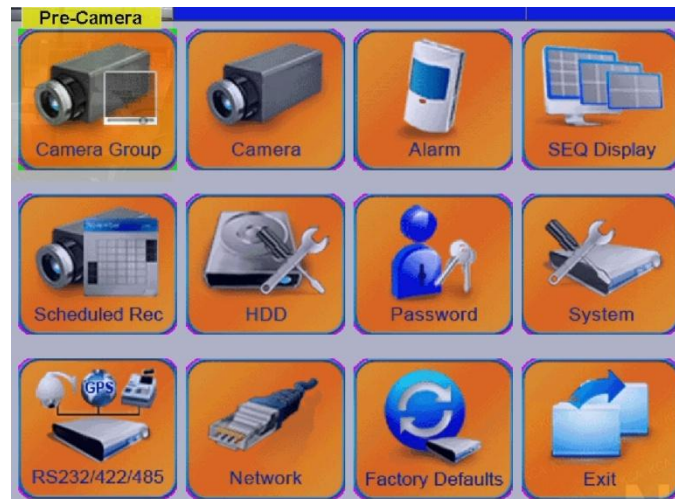 Pre-Camera
Camera Group
Camera
Alarm
SEQ Display
Scheduled Rec
HDD
Password
System
GPS
RS232/422/485
Network
Factory Defaults
Exit